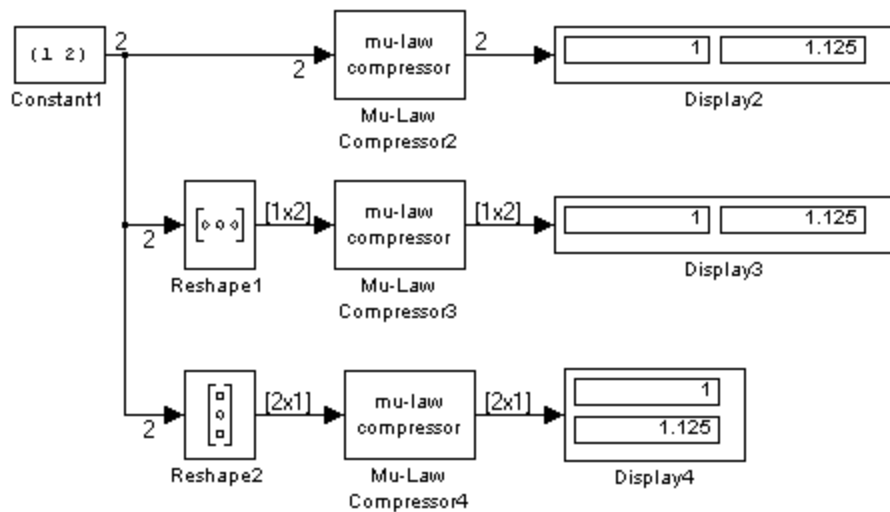 (1 2)
Constant1
2
2
mu-law
compressor
Mu-Law
Compressor2
2
1 1.125
Display2
2
Reshape1
[1x2]
mu-law
compressor
Mu-Law
Compressor3
[1x2]
1 1.125
Display3
2
Reshape2
[2x1]
mu-law
compressor
Mu-Law
Compressor4
[2x1]
1
1.125
Display4